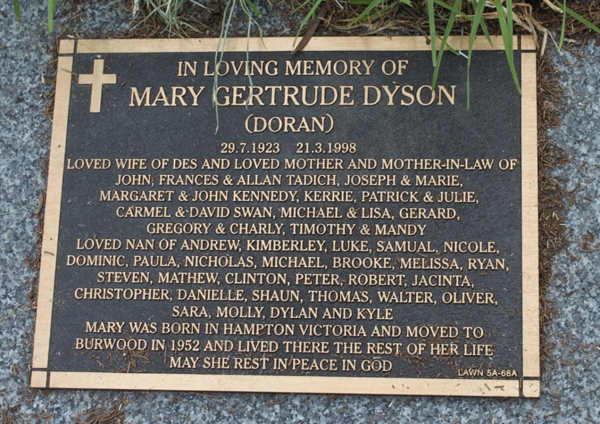 IN LOVING MEMORY OF
MARY GERTRUDE DYSON
(DORAN)
29.7.1923 21.3.1998
LOVED WIFE OF DES AND LOVED MOTHER AND MOTHER-IN-LAW OF
JOHN, FRANCES & ALLAN TADICH, JOSEPH & MARIE,
MARGARET & JOHN KENNEDY, KERRIE, PATRICK & JULIE,
CARMEL & DAVID SWAN, MICHAEL & LISA, GERARD,
GREGORY & CHARLY, TIMOTHY & MANDY
LOVED NAN OF ANDREW, KIMBERLEY, LUKE, SAMUAL, NICOLE,
DOMINIC, PAULA, NICHOLAS, MICHAEL, BROOKE, MELISSA, RYAN,
STEVEN, MATHEW, CLINTON, PETER, ROBERT, JACINTA,
CHRISTOPHER, DANIELLE, SHAUN, THOMAS, WALTER, OLIVER,
SARA, MOLLY, DYLAN AND KYLE
MARY WAS BORN IN HAMPTON VICTORIA AND MOVED TO
BURWOOD IN 1952 AND LIVED THERE THE REST OF HER LIFE
MAY SHE REST IN PEACE IN GOD
LAWN 5A-68A